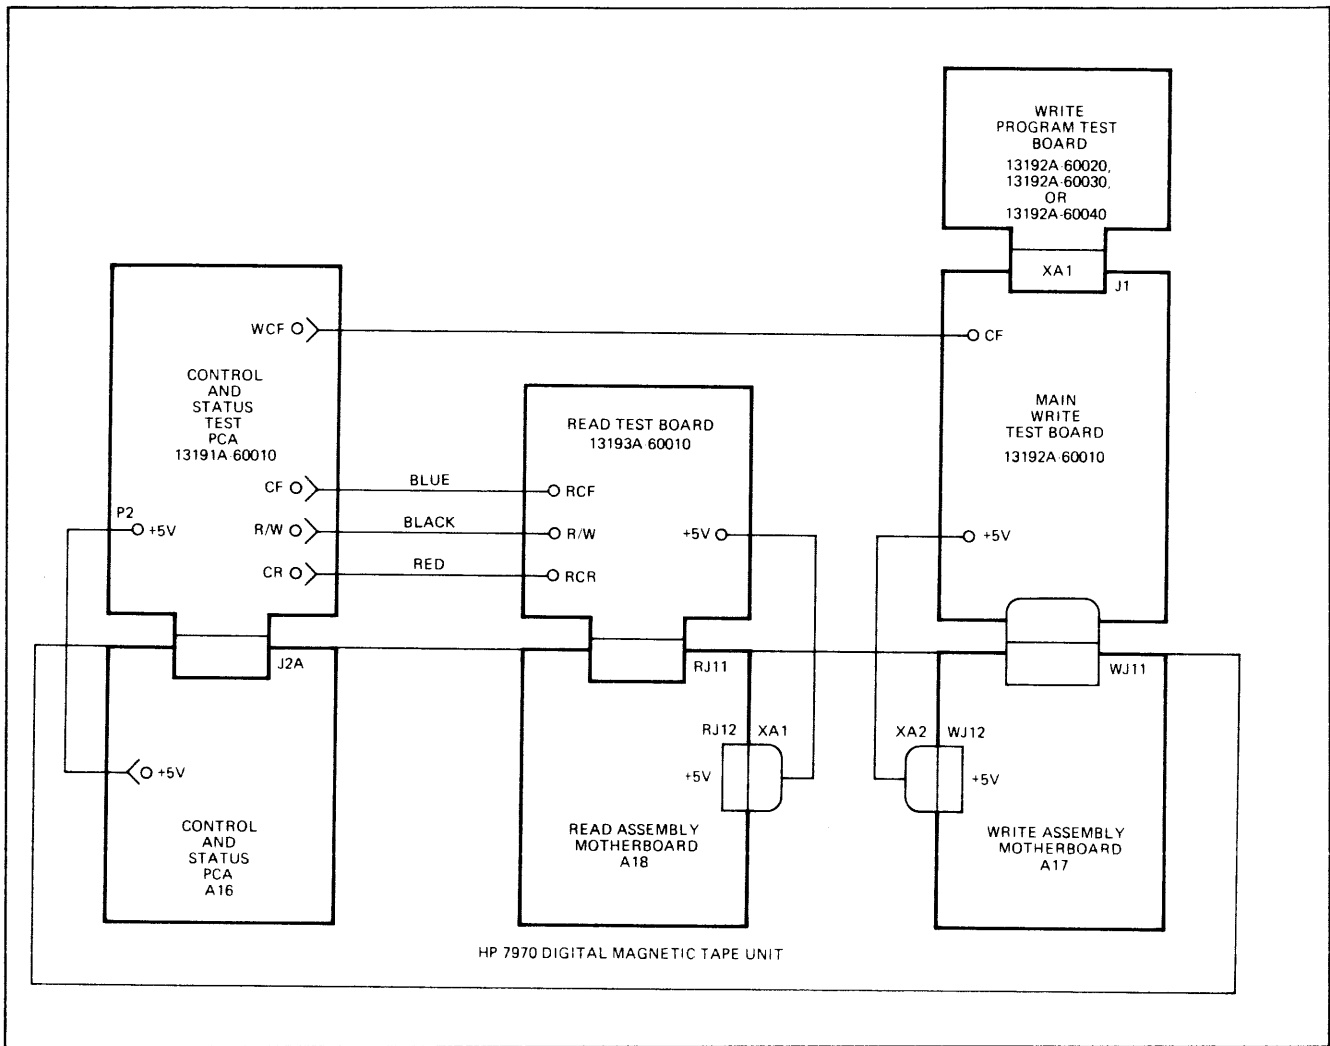 WRITE
PROGRAM TEST
BOARD
13192A-60020,
13192A-60030,
OR
13192A-60040
XA1
J1
WCF
CF
CONTROL
AND
STATUS
TEST
PCA
13191A-60010
READ TEST BOARD
13193A-60010
MAIN
WRITE
TEST BOARD
13192A-60010
CF
BLUE
RCF
P2
+5V
R/W
BLACK
R/W
+5V
+5V
CR
RED
RCR
J2A
RJ11
WJ11
RJ12
XA1
XA2
WJ12
+5V
+5V
+5V
CONTROL
AND
STATUS
PCA
A16
READ ASSEMBLY
MOTHERBOARD
A18
WRITE ASSEMBLY
MOTHERBOARD
A17
HP 7970 DIGITAL MAGNETIC TAPE UNIT